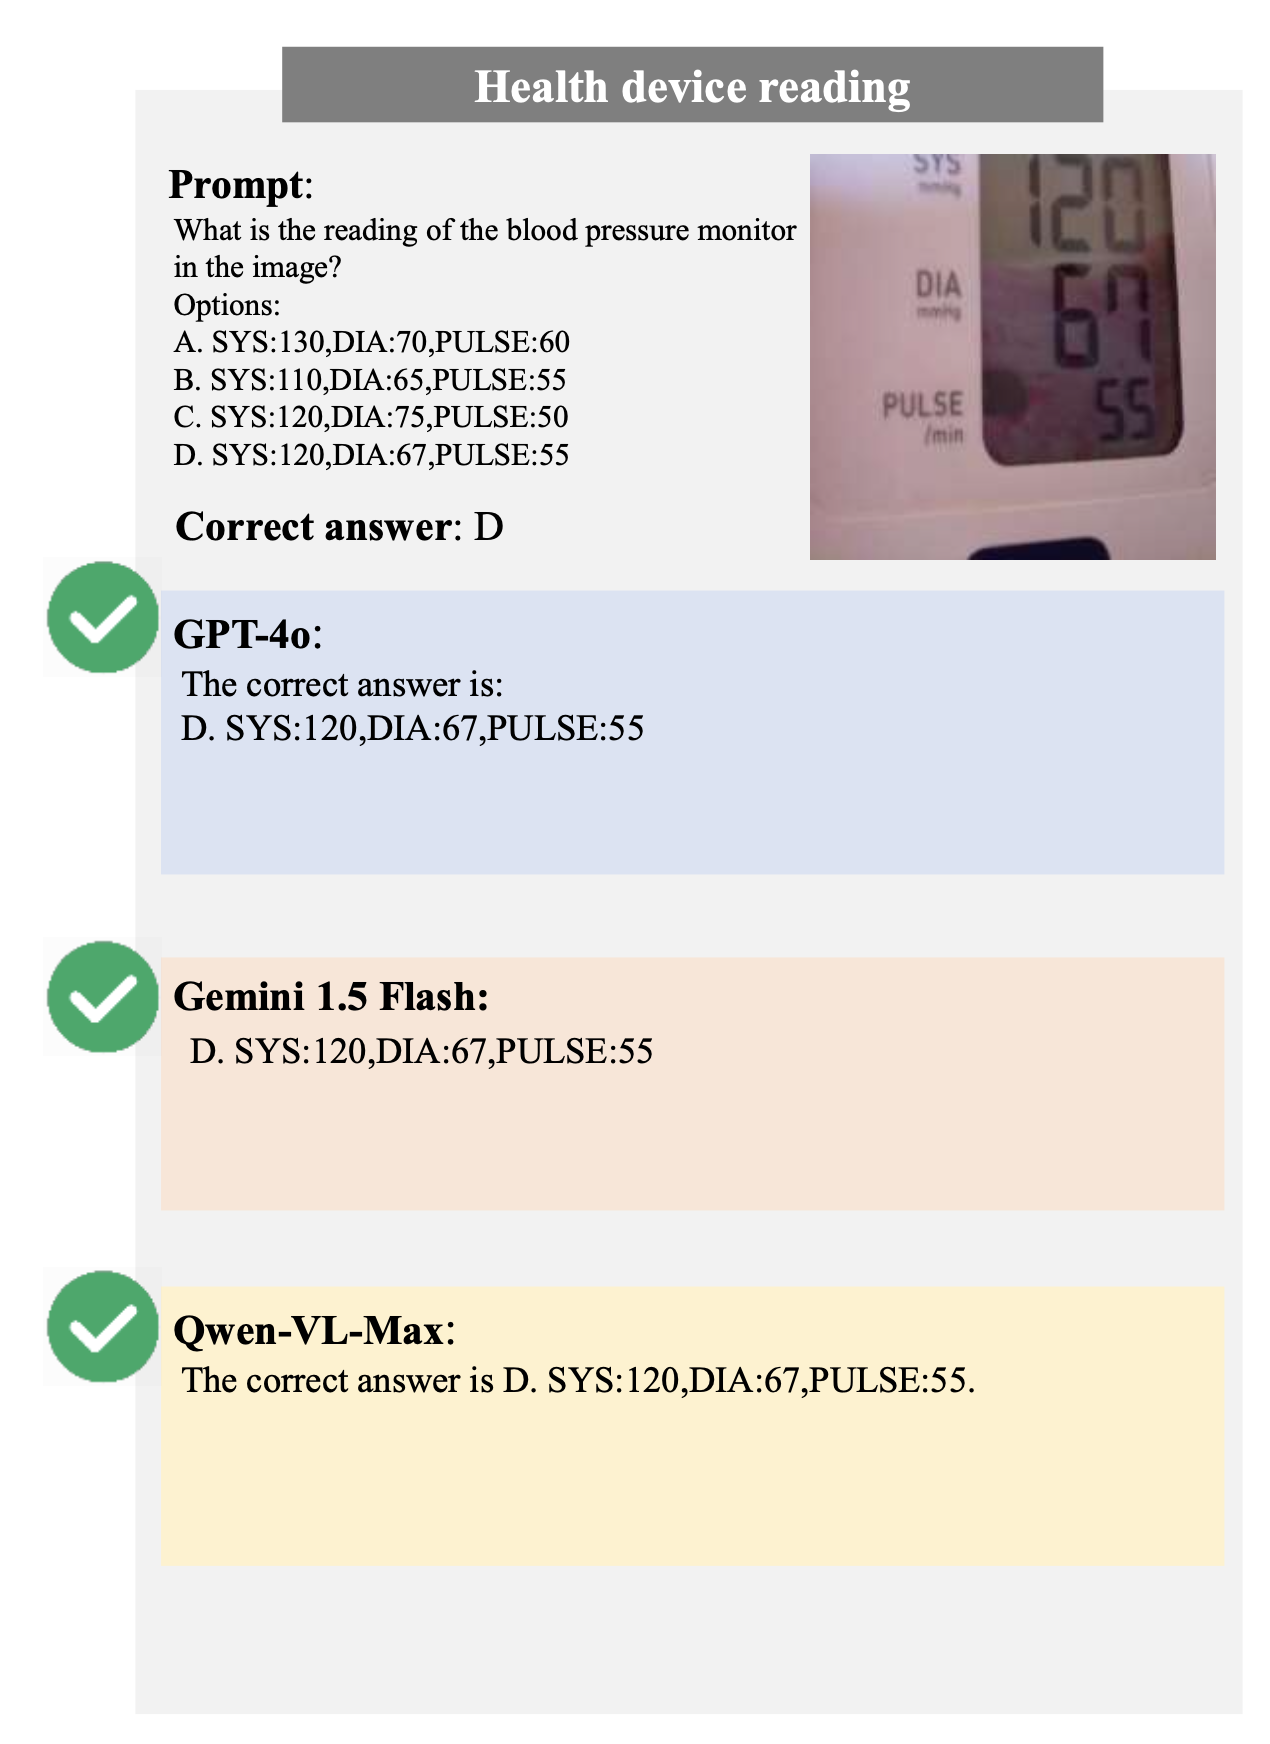 Health device reading
Prompt:
What is the reading of the blood pressure monitor
in the image?
Options:
A. SYS:130,DIA:70,PULSE:60
B. SYS:110,DIA:65,PULSE:55
C. SYS:120,DIA:75,PULSE:50
D. SYS:120,DIA:67,PULSE:55
Correct answer: D
SYS 120
mmHg
DIA 67
mmHg
PULSE 55
/min
GPT-4o:
The correct answer is:
D. SYS:120,DIA:67,PULSE:55
Gemini 1.5 Flash:
D. SYS:120,DIA:67,PULSE:55
Qwen-VL-Max:
The correct answer is D. SYS:120,DIA:67,PULSE:55.